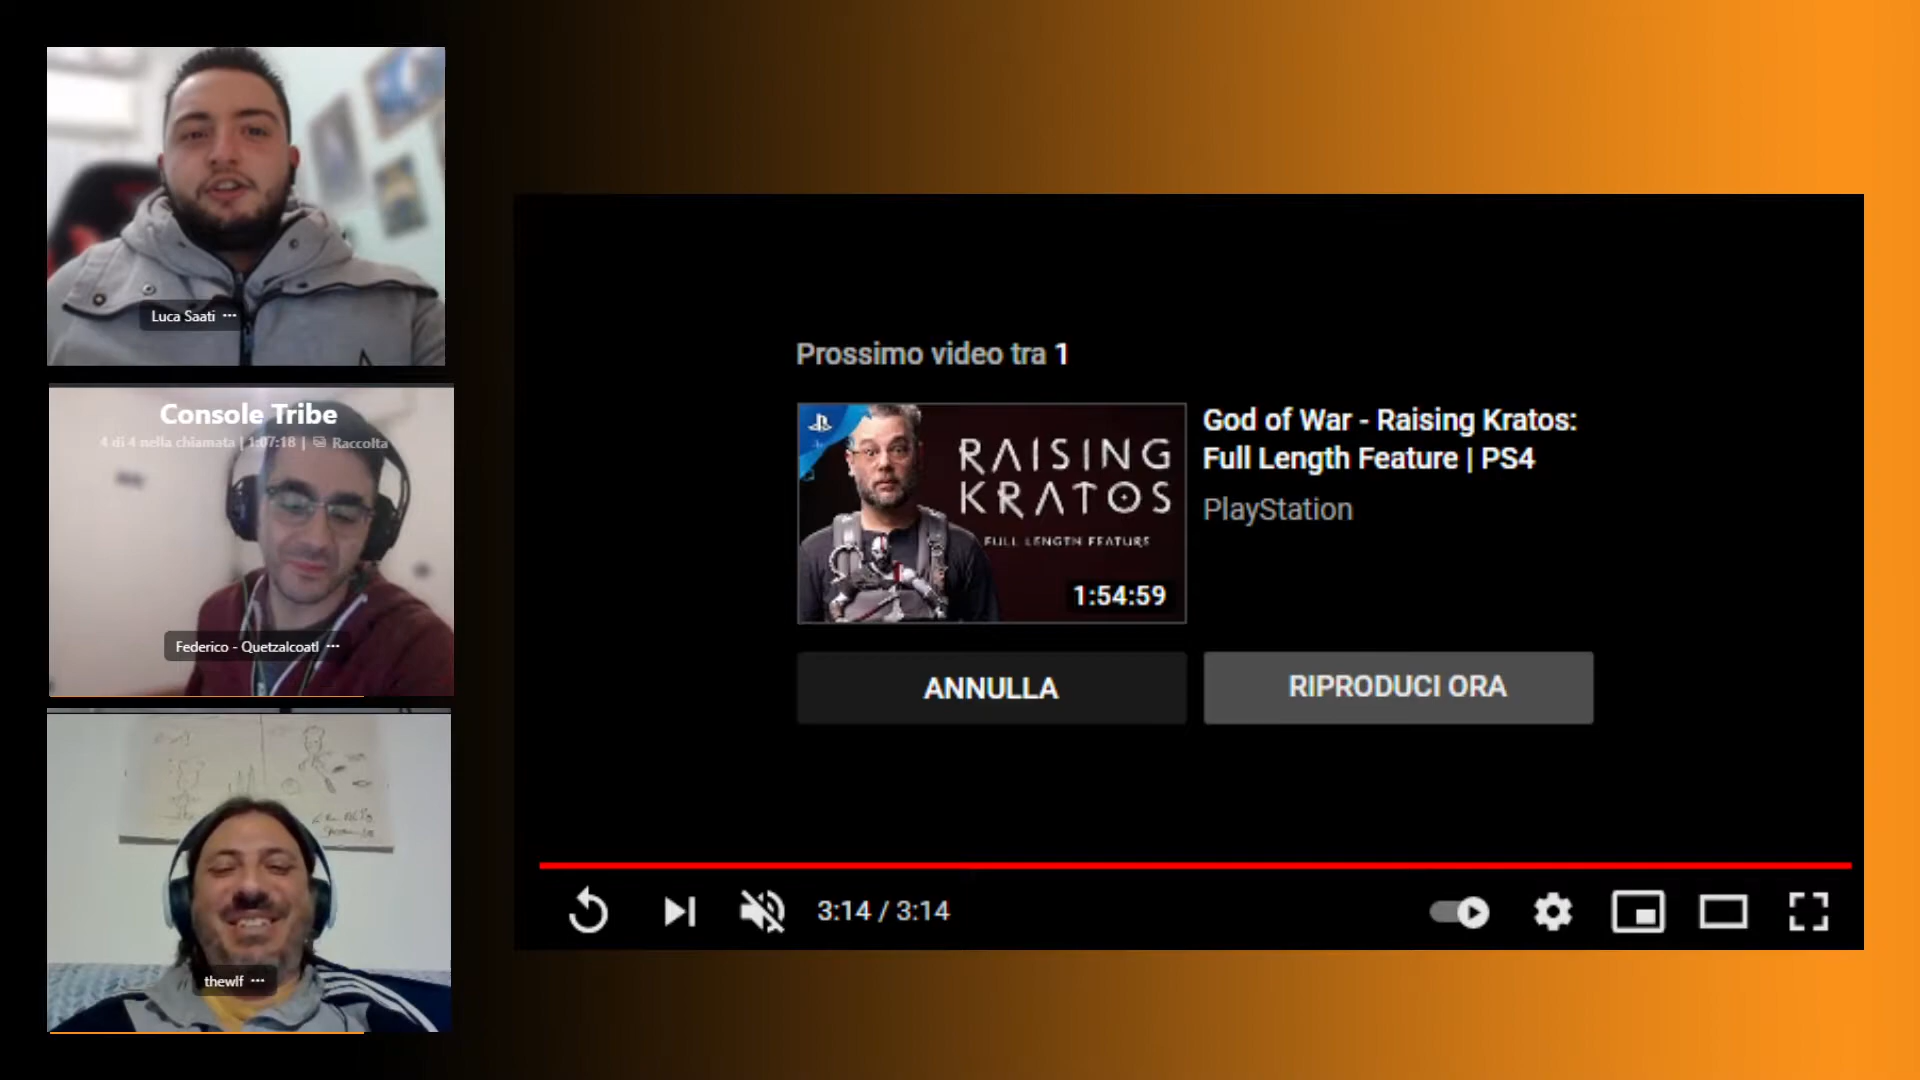 Luca Saati
Console Tribe
4 di 4 nella chiamata | 1:07:18 | Raccolta
Federico - Quetzalcoatl
thewlf
Prossimo video tra 1
RAISING
KRATOS
FULL LENGTH FEATURE
1:54:59
God of War - Raising Kratos:
Full Length Feature | PS4
PlayStation
ANNULLA
RIPRODUCI ORA
3:14 / 3:14